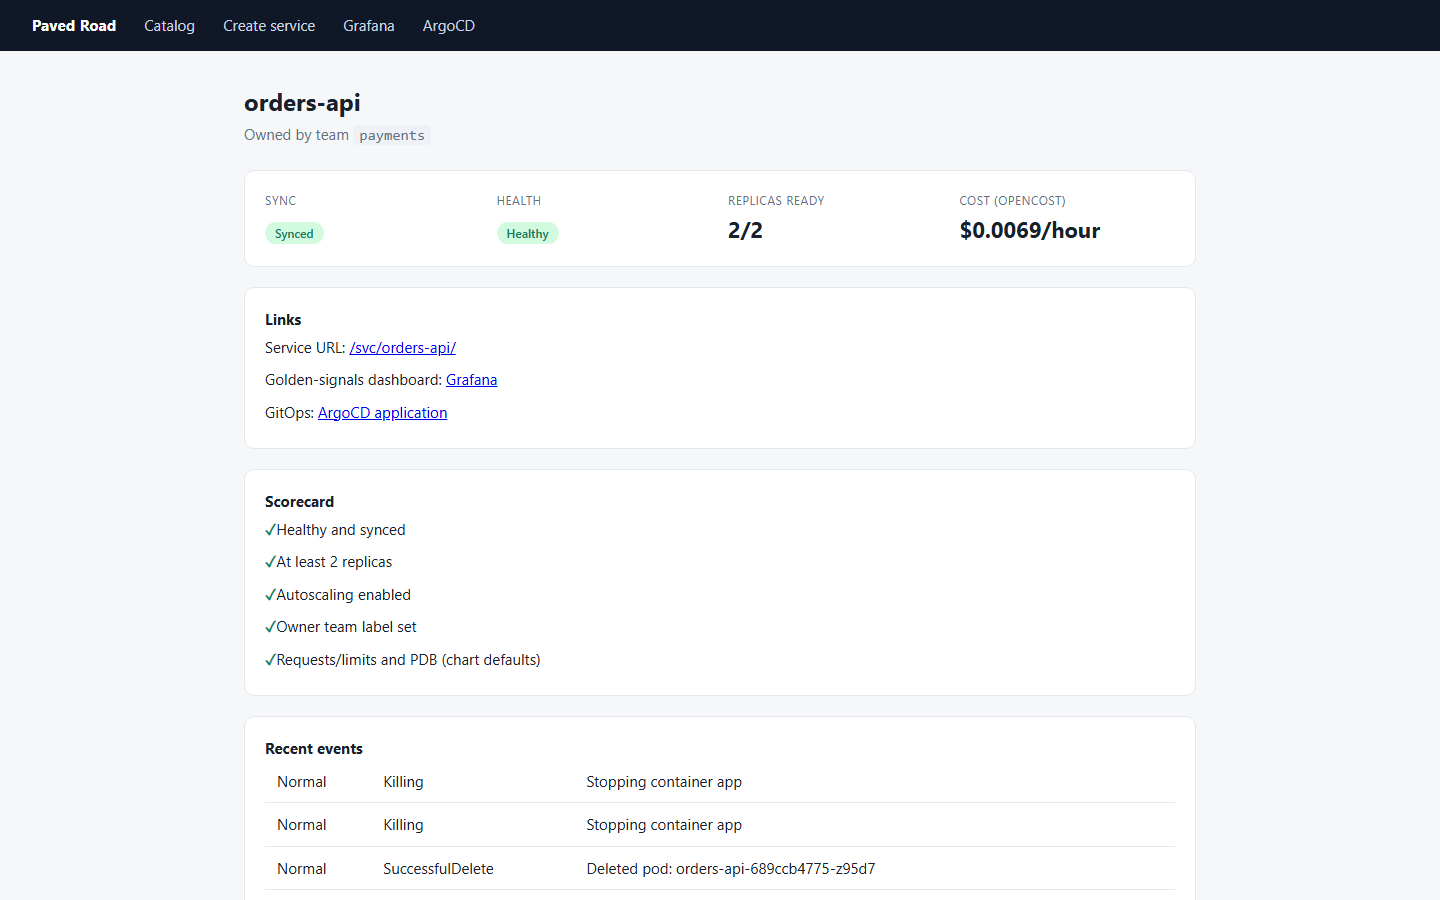 Paved Road Catalog Create service Grafana ArgoCD
orders-api
Owned by team payments
SYNC HEALTH REPLICAS READY COST (OPENCOST)
Synced Healthy 2/2 $0.0069/hour
Links
Service URL: /svc/orders-api/
Golden-signals dashboard: Grafana
GitOps: ArgoCD application
Scorecard
✓Healthy and synced
✓At least 2 replicas
✓Autoscaling enabled
✓Owner team label set
✓Requests/limits and PDB (chart defaults)
Recent events
Normal Killing Stopping container app
Normal Killing Stopping container app
Normal SuccessfulDelete Deleted pod: orders-api-689ccb4775-z95d7